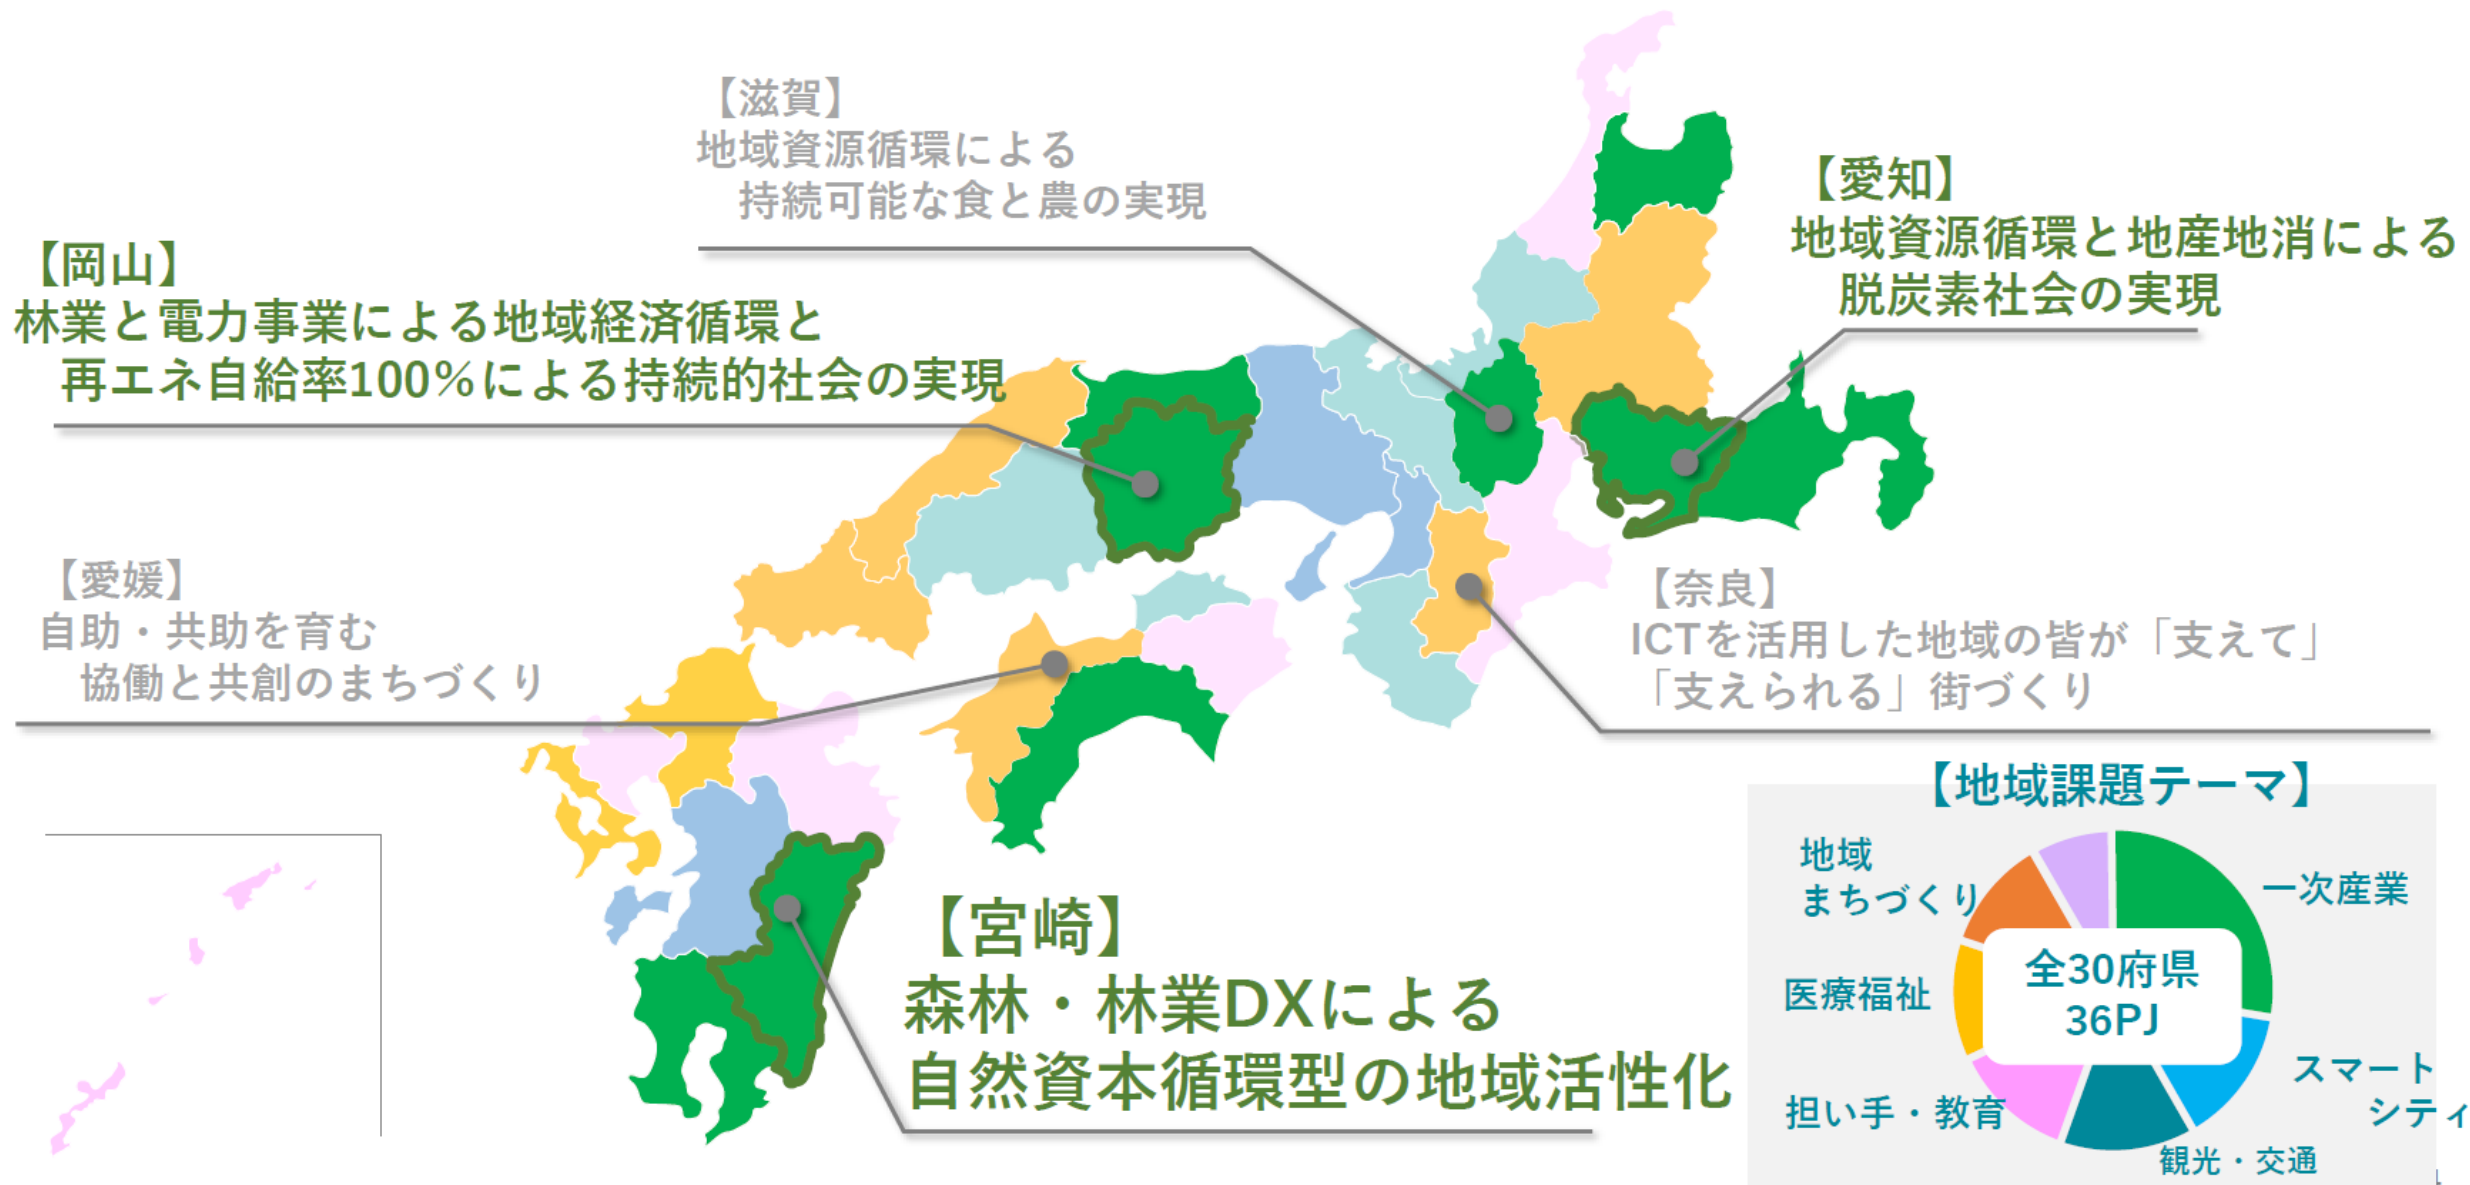 【滋賀】
地域資源循環による
持続可能な食と農の実現
【愛知】
地域資源循環と地産地消による
脱炭素社会の実現
【岡山】
林業と電力事業による地域経済循環と
再エネ自給率100%による持続的社会の実現
【愛媛】
自助・共助を育む
協働と共創のまちづくり
【奈良】
ICTを活用した地域の皆が「支えて」
「支えられる」街づくり
【宮崎】
森林・林業DXによる
自然資本循環型の地域活性化
【地域課題テーマ】
地域
まちづくり
一次産業
医療福祉
全30府県
36PJ
スマート
シティ
担い手・教育
観光・交通